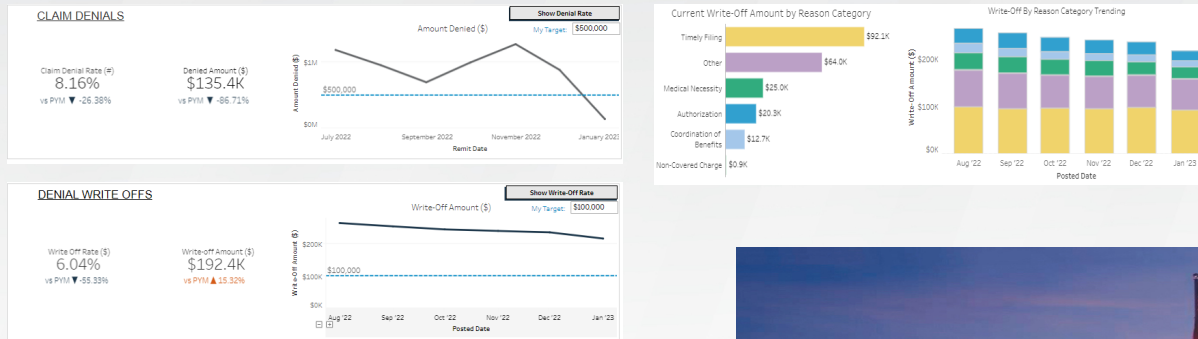 CLAIM DENIALS
Show Denial Rate
Amount Denied ($)
My Target: $500,000
Claim Denial Rate (#)
8.16%
vs PYM ▼ -26.38%
Denied Amount ($)
$135.4K
vs PYM ▼ -86.71%
Amount Denied ($)
$1M
$500,000
$0M
July 2022 September 2022 November 2022 January 2023
Remit Date
DENIAL WRITE OFFS
Show Write-Off Rate
Write-Off Amount ($)
My Target: $100,000
Write Off Rate ($)
6.04%
vs PYM ▼ -55.33%
Write-off Amount ($)
$192.4K
vs PYM ▲ 15.32%
Write-Off Amount ($)
$200K
$100,000
$100K
$0K
Aug '22 Sep '22 Oct '22 Nov '22 Dec '22 Jan '23
Posted Date
Current Write-Off Amount by Reason Category
Timely Filing $92.1K
Other $64.0K
Medical Necessity $25.0K
Authorization $20.3K
Coordination of
Benefits $12.7K
Non-Covered Charge $0.9K
Write-Off By Reason Category Trending
Write-Off Amount ($)
$200K
$100K
$0K
Aug '22 Sep '22 Oct '22 Nov '22 Dec '22 Jan '23
Posted Date